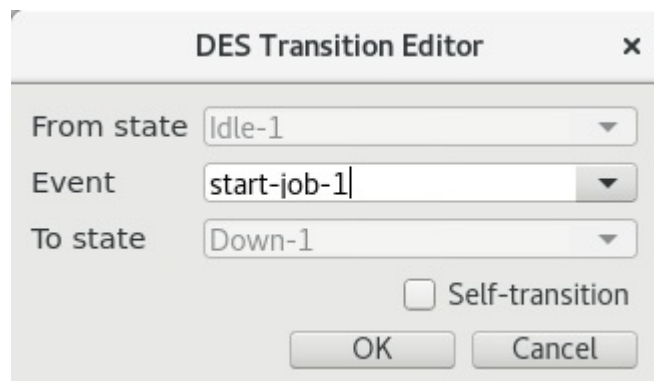 DES Transition Editor ×
From state Idle-1
Event start-job-1
To state Down-1
Self-transition
OK Cancel